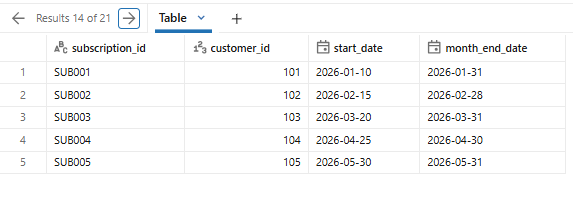 Results 14 of 21 Table +
ABC subscription_id 123 customer_id start_date month_end_date
1 SUB001 101 2026-01-10 2026-01-31
2 SUB002 102 2026-02-15 2026-02-28
3 SUB003 103 2026-03-20 2026-03-31
4 SUB004 104 2026-04-25 2026-04-30
5 SUB005 105 2026-05-30 2026-05-31